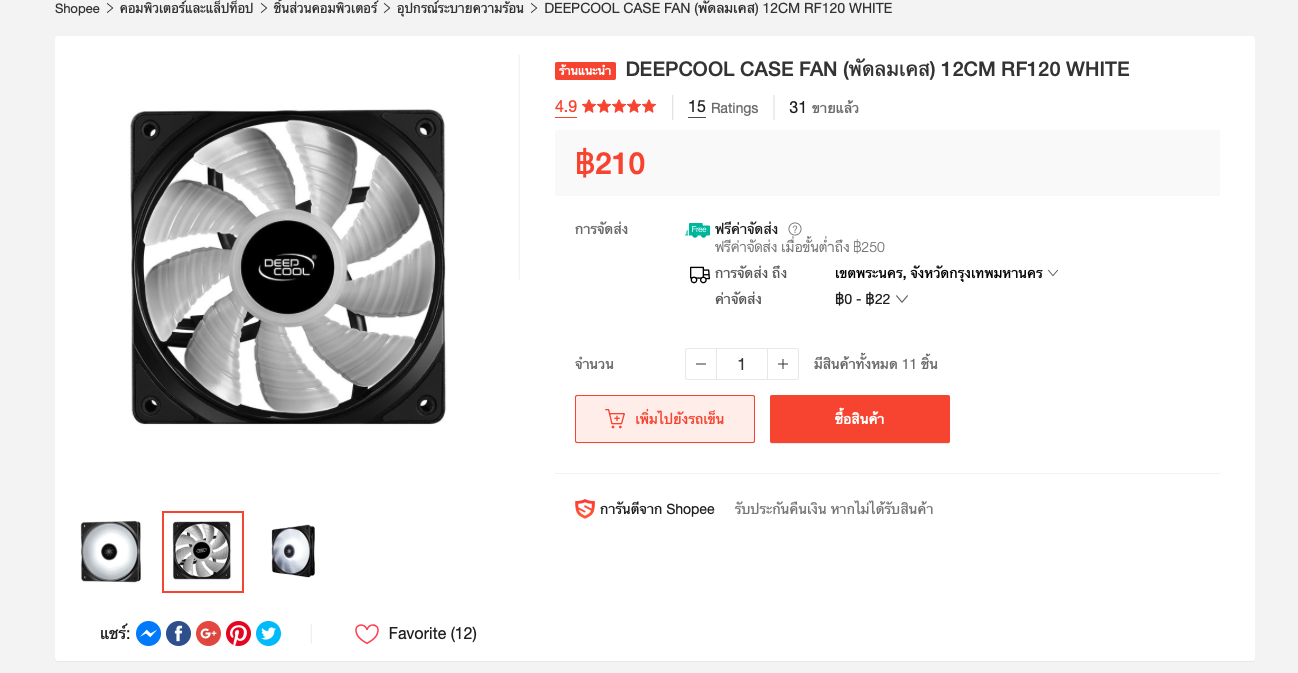 Shopee > คอมพิวเตอร์และแล็ปท็อป > ชิ้นส่วนคอมพิวเตอร์ > อุปกรณ์ระบายความร้อน > DEEPCOOL CASE FAN (พัดลมเคส) 12CM RF120 WHITE
ร้านแนะนำ DEEPCOOL CASE FAN (พัดลมเคส) 12CM RF120 WHITE
4.9 15 Ratings 31 ขายแล้ว
฿210
การจัดส่ง Free ฟรีค่าจัดส่ง ?
ฟรีค่าจัดส่ง เมื่อขั้นต่ำถึง ฿250
การจัดส่ง ถึง เขตพระนคร, จังหวัดกรุงเทพมหานคร
ค่าจัดส่ง ฿0 - ฿22
DEEP
COOL
จำนวน − 1 + มีสินค้าทั้งหมด 11 ชิ้น
เพิ่มไปยังรถเข็น ซื้อสินค้า
การันตีจาก Shopee รับประกันคืนเงิน หากไม่ได้รับสินค้า
แชร์: Favorite (12)